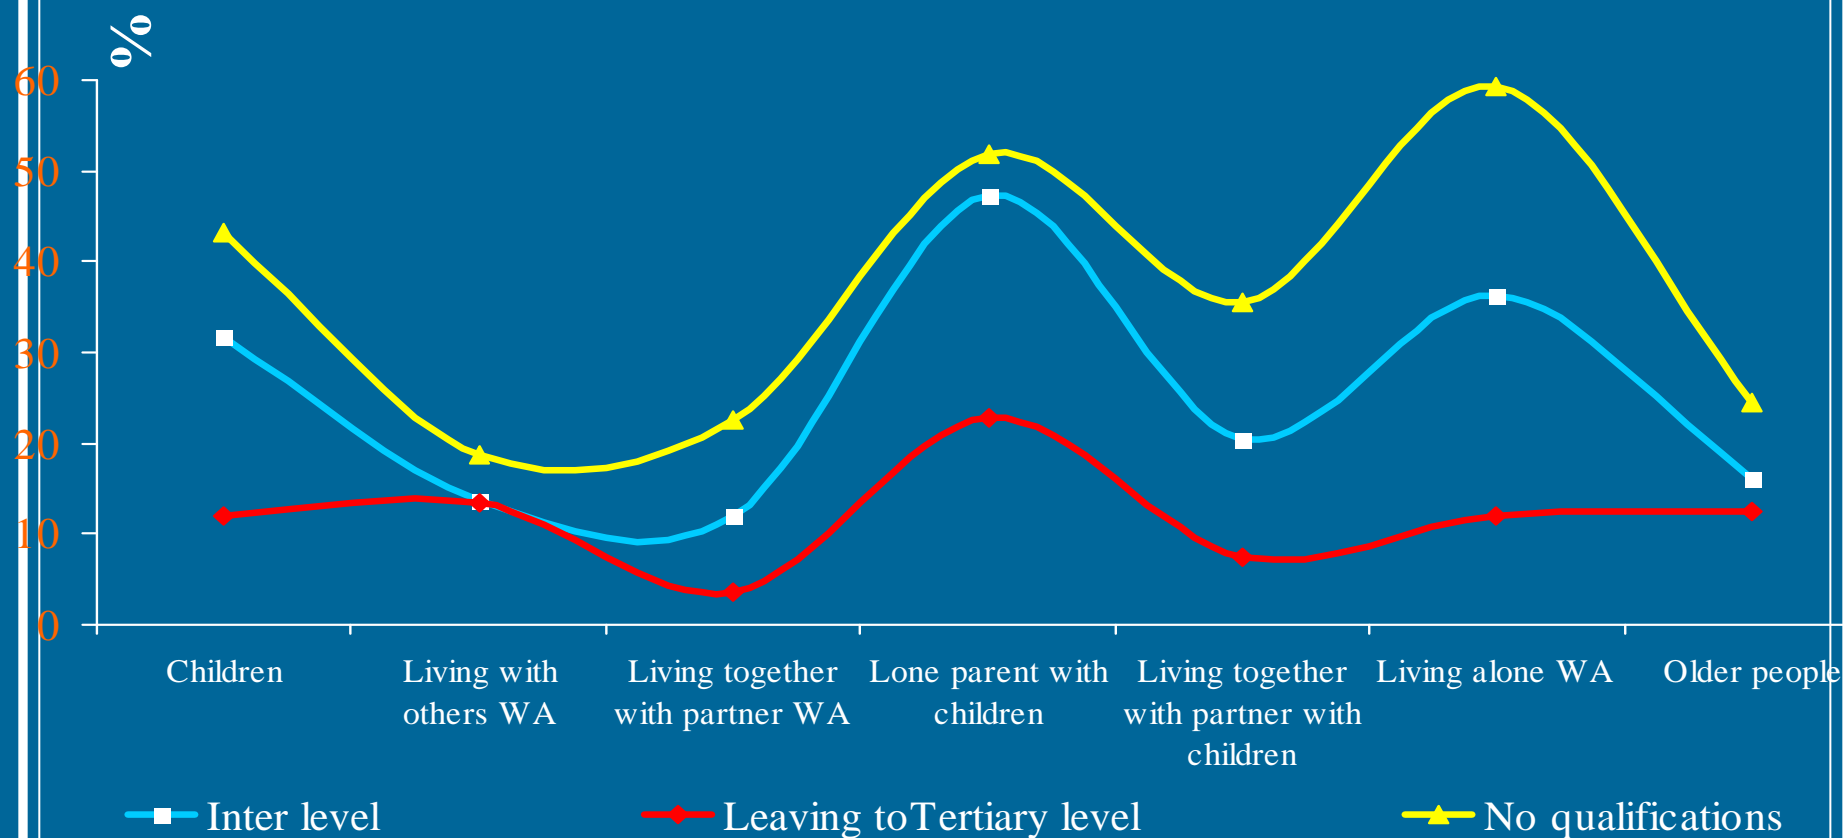 %
60
50
40
30
20
10
0
Children
Living with
others WA
Living together
with partner WA
Lone parent with
children
Living together
with partner with
children
Living alone WA
Older people
Inter level
Leaving toTertiary level
No qualifications